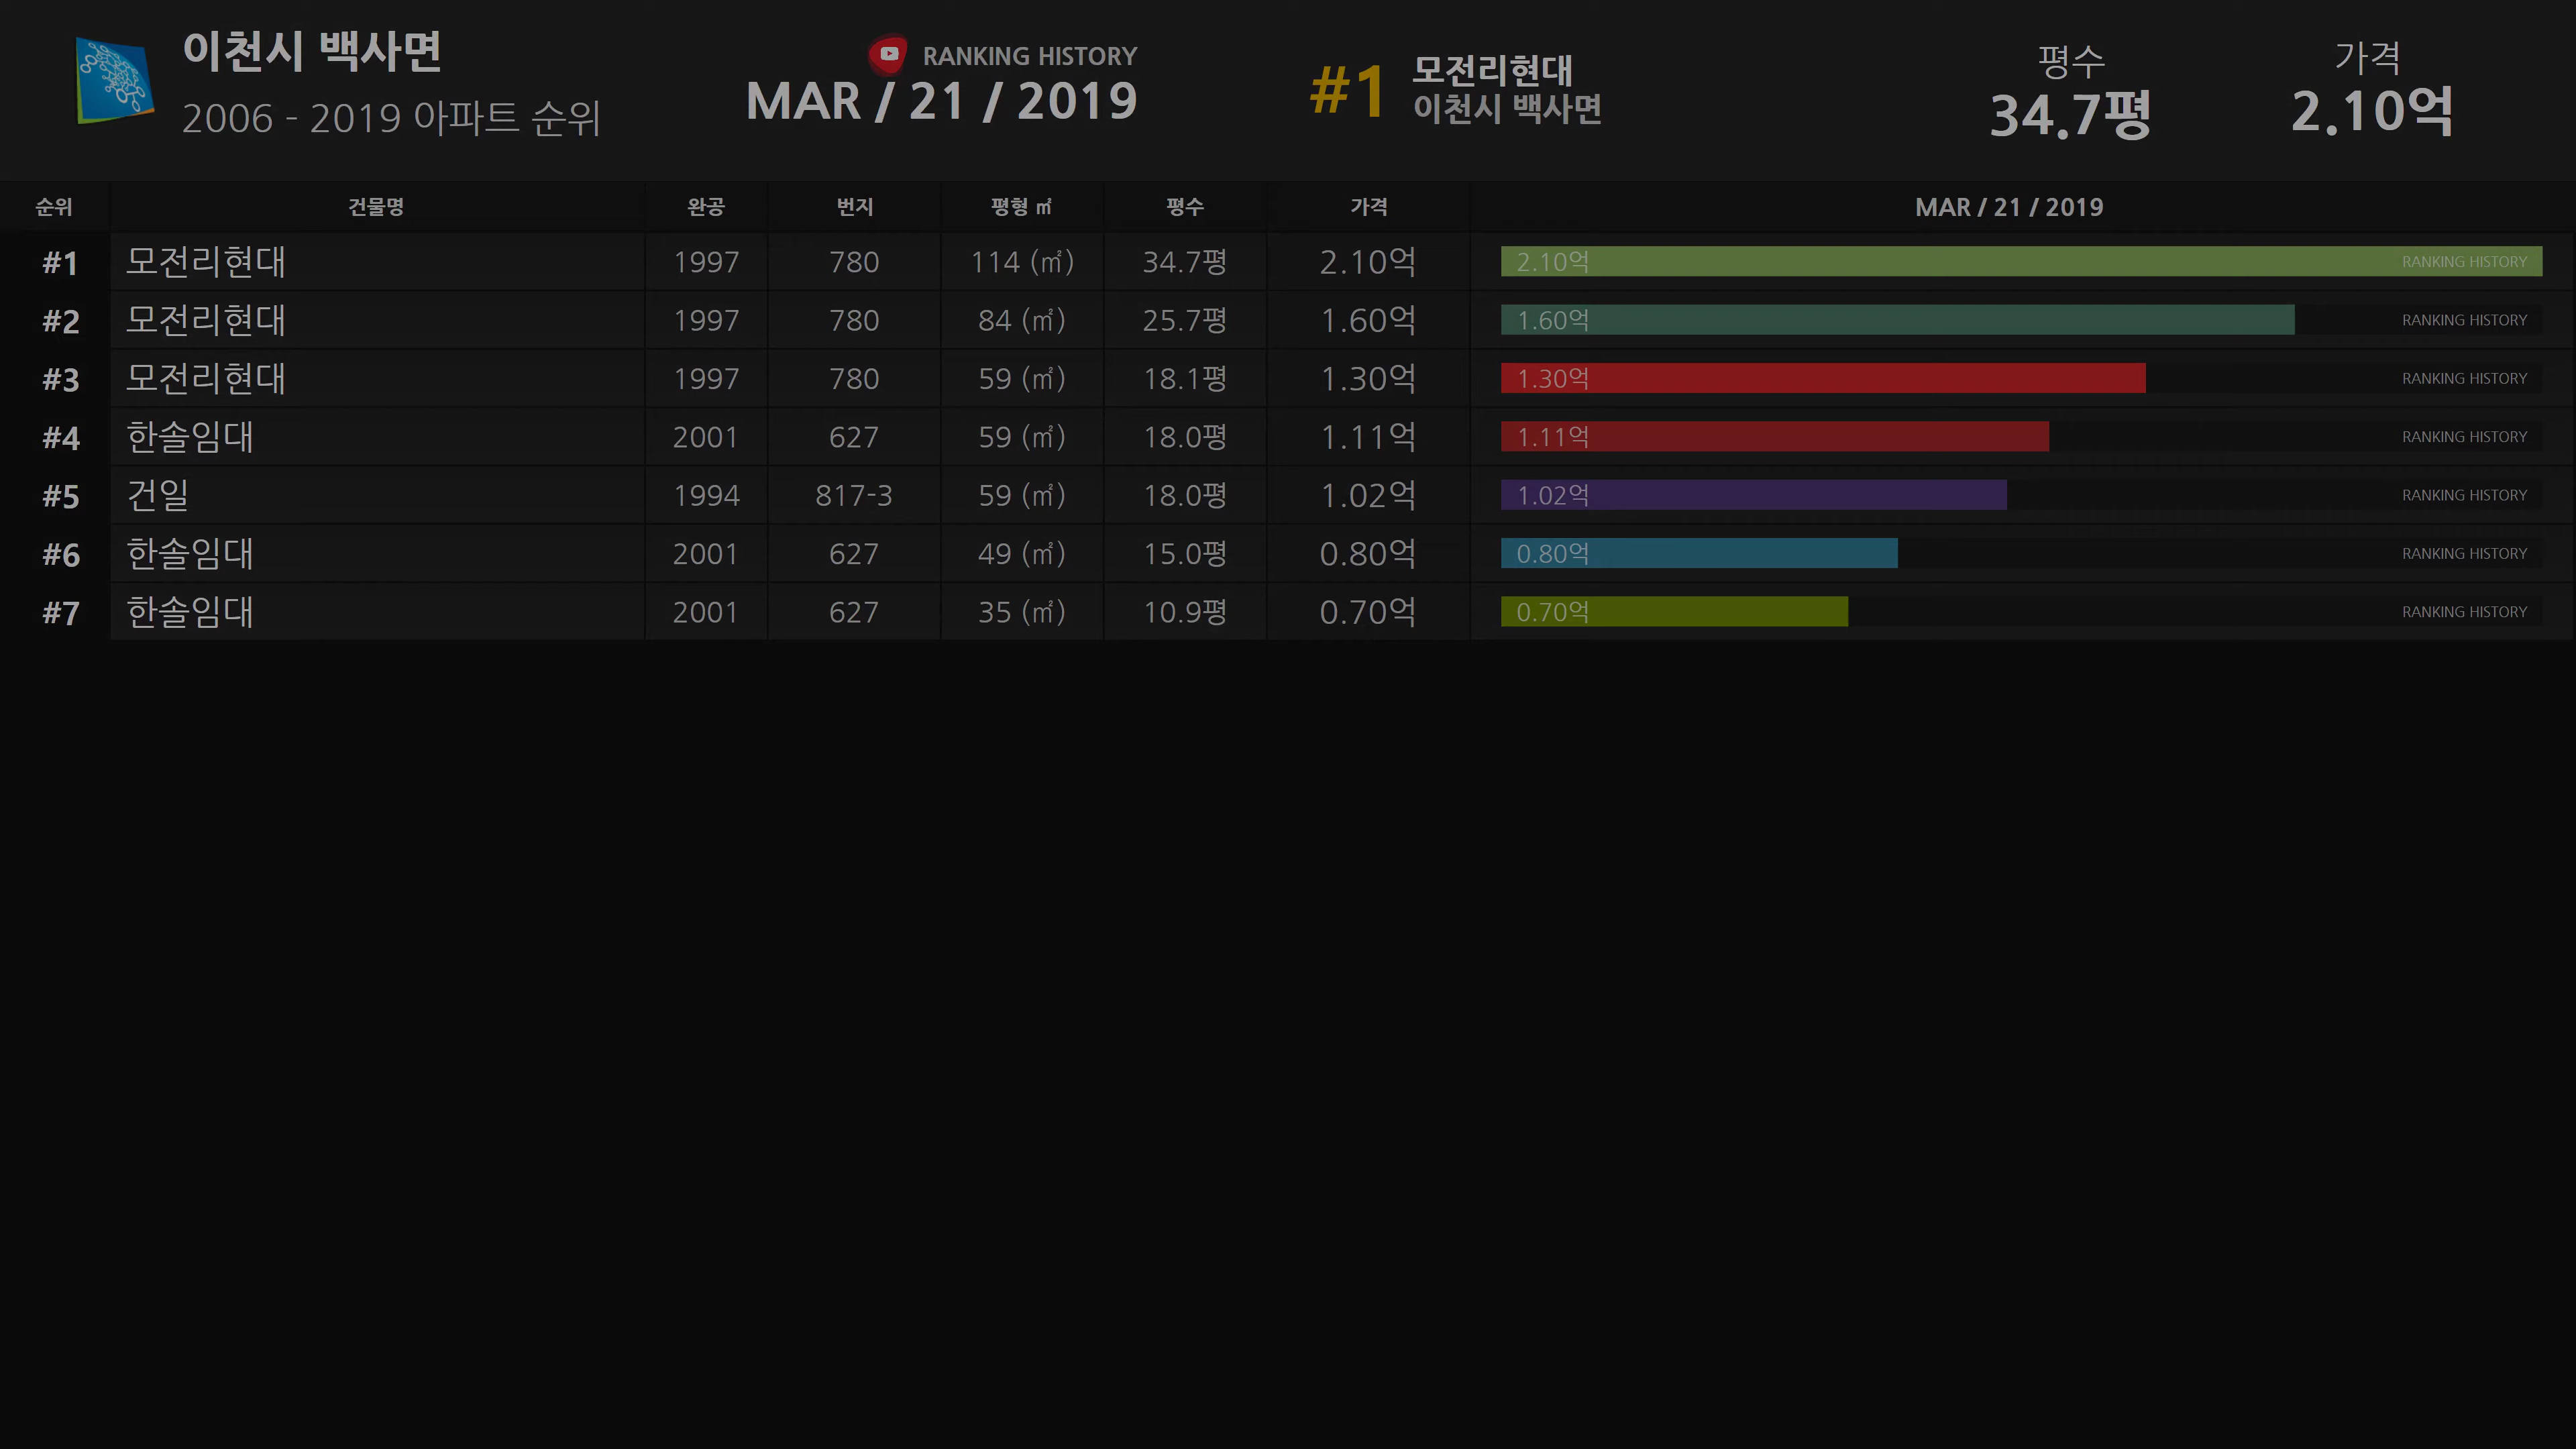 이천시 백사면
2006 - 2019 아파트 순위
RANKING HISTORY
MAR / 21 / 2019
#1
모전리현대
이천시 백사면
평수
34.7평
가격
2.10억
순위 건물명 완공 번지 평형 ㎡ 평수 가격 MAR / 21 / 2019
#1 모전리현대 1997 780 114 (㎡) 34.7평 2.10억 2.10억 RANKING HISTORY
#2 모전리현대 1997 780 84 (㎡) 25.7평 1.60억 1.60억 RANKING HISTORY
#3 모전리현대 1997 780 59 (㎡) 18.1평 1.30억 1.30억 RANKING HISTORY
#4 한솔임대 2001 627 59 (㎡) 18.0평 1.11억 1.11억 RANKING HISTORY
#5 건일 1994 817-3 59 (㎡) 18.0평 1.02억 1.02억 RANKING HISTORY
#6 한솔임대 2001 627 49 (㎡) 15.0평 0.80억 0.80억 RANKING HISTORY
#7 한솔임대 2001 627 35 (㎡) 10.9평 0.70억 0.70억 RANKING HISTORY